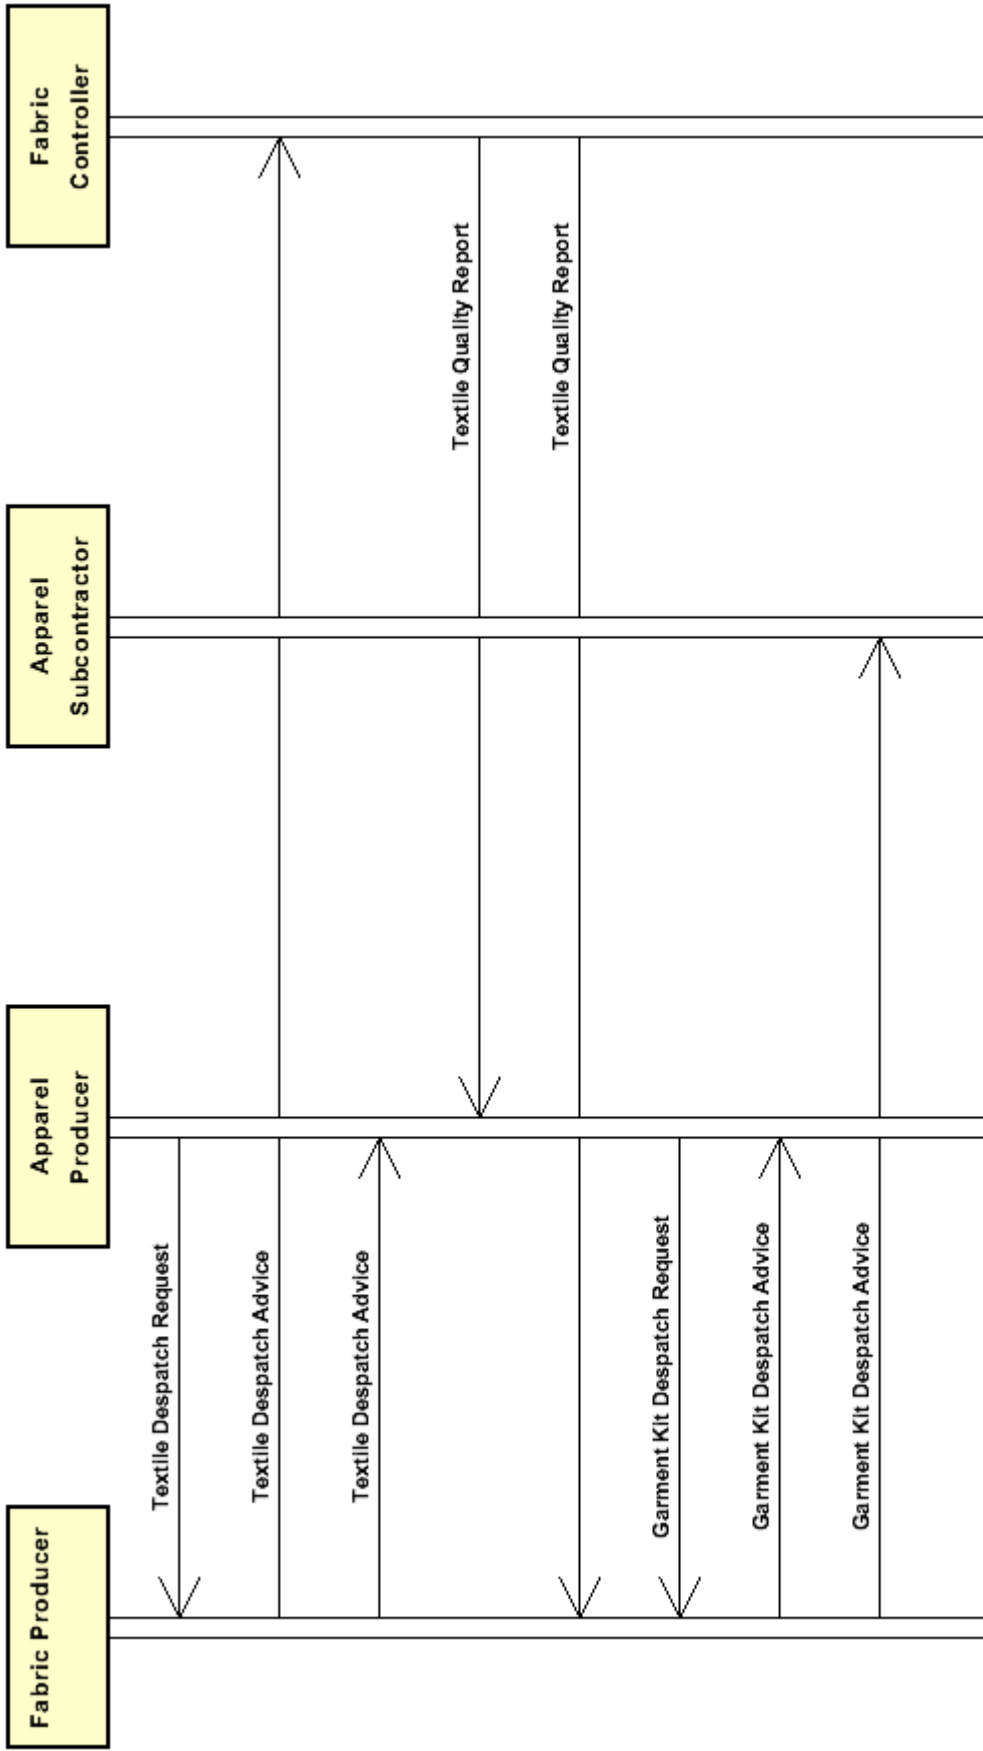 Fabric Producer
Apparel
Producer
Apparel
Subcontractor
Fabric
Controller
Textile Despatch Request
Textile Despatch Advice
Textile Despatch Advice
Textile Quality Report
Textile Quality Report
Garment Kit Despatch Request
Garment Kit Despatch Advice
Garment Kit Despatch Advice